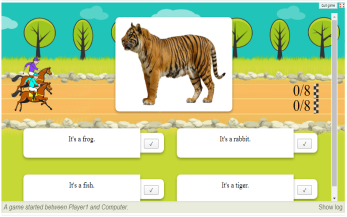 0/8
0/8
It's a frog.
It's a rabbit.
It's a fish.
It's a tiger.
A game started between Player1 and Computer.
Show log